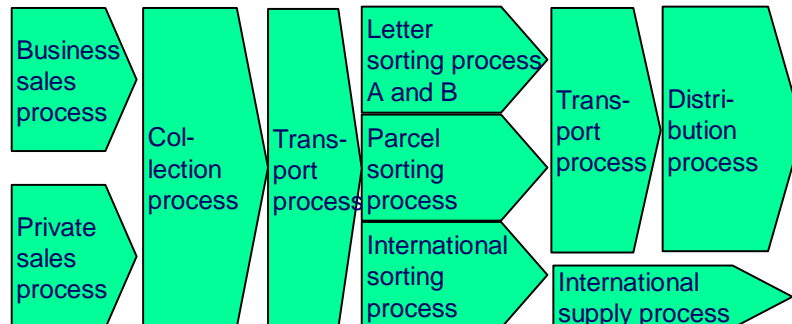 Business
sales
process
Private
sales
process
Col-
lection
process
Trans-
port
process
Letter
sorting process
A and B
Parcel
sorting
process
International
sorting
process
Trans-
port
process
Distri-
bution
process
International
supply process